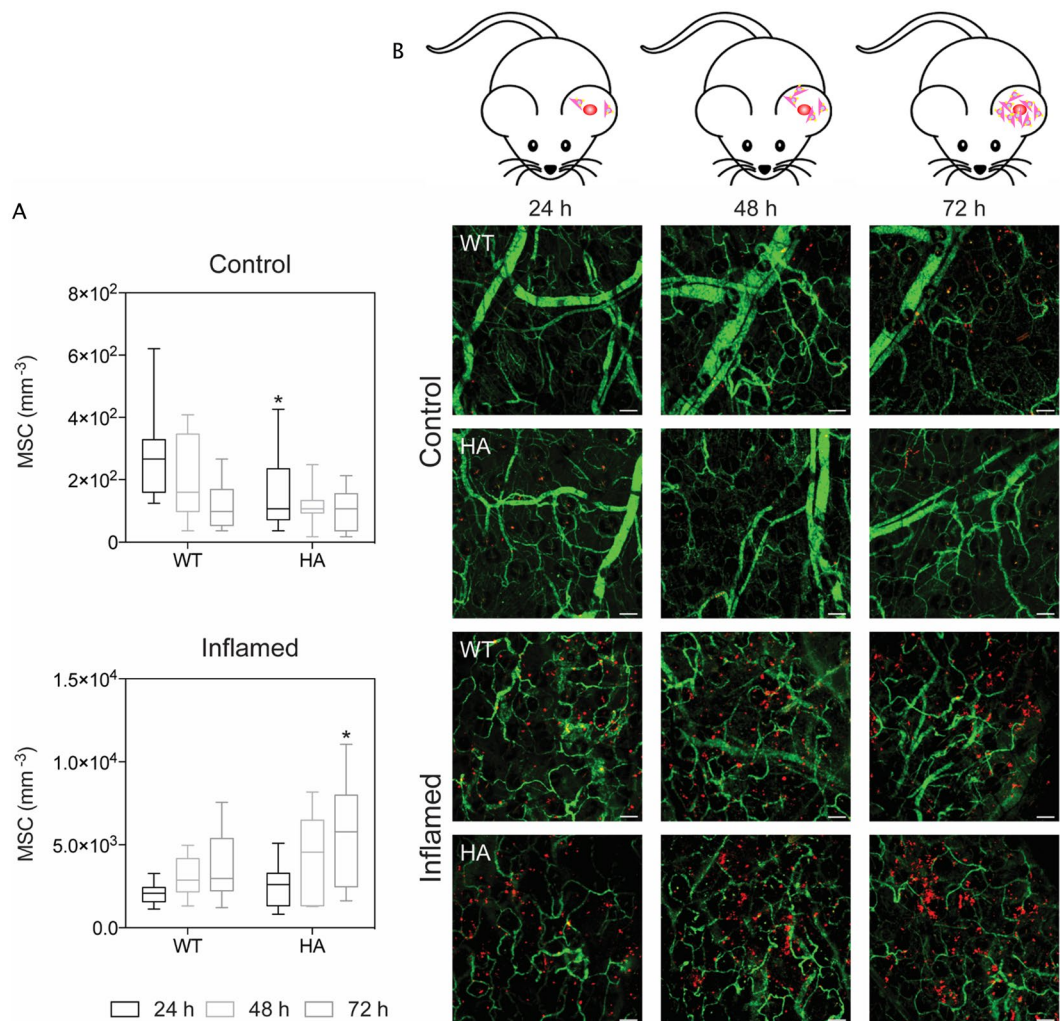 B
24 h 48 h 72 h
A
Control
8×10²
6×10²
4×10²
2×10²
0
MSC (mm⁻³)
*
WT HA
Inflamed
1.5×10⁴
1.0×10⁴
5.0×10³
0.0
MSC (mm⁻³)
*
WT HA
24 h 48 h 72 h
Control
WT
HA
Inflamed
WT
HA